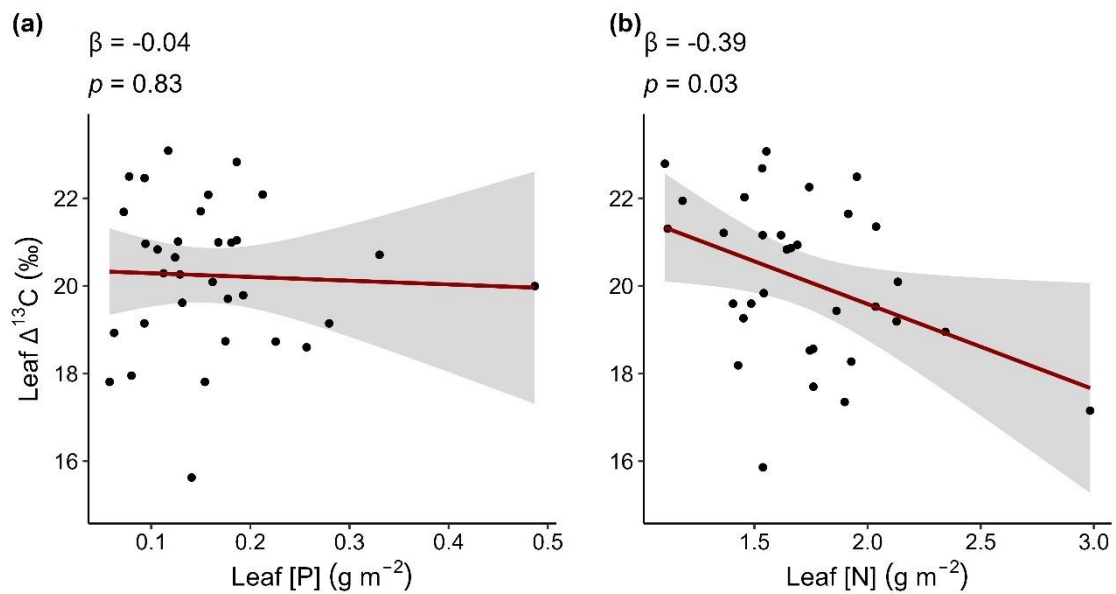 (a)
β = -0.04
p = 0.83
Leaf Δ¹³C (‰)
22
20
18
16
0.1 0.2 0.3 0.4 0.5
Leaf [P] (g m⁻²)
(b)
β = -0.39
p = 0.03
22
20
18
16
1.5 2.0 2.5 3.0
Leaf [N] (g m⁻²)